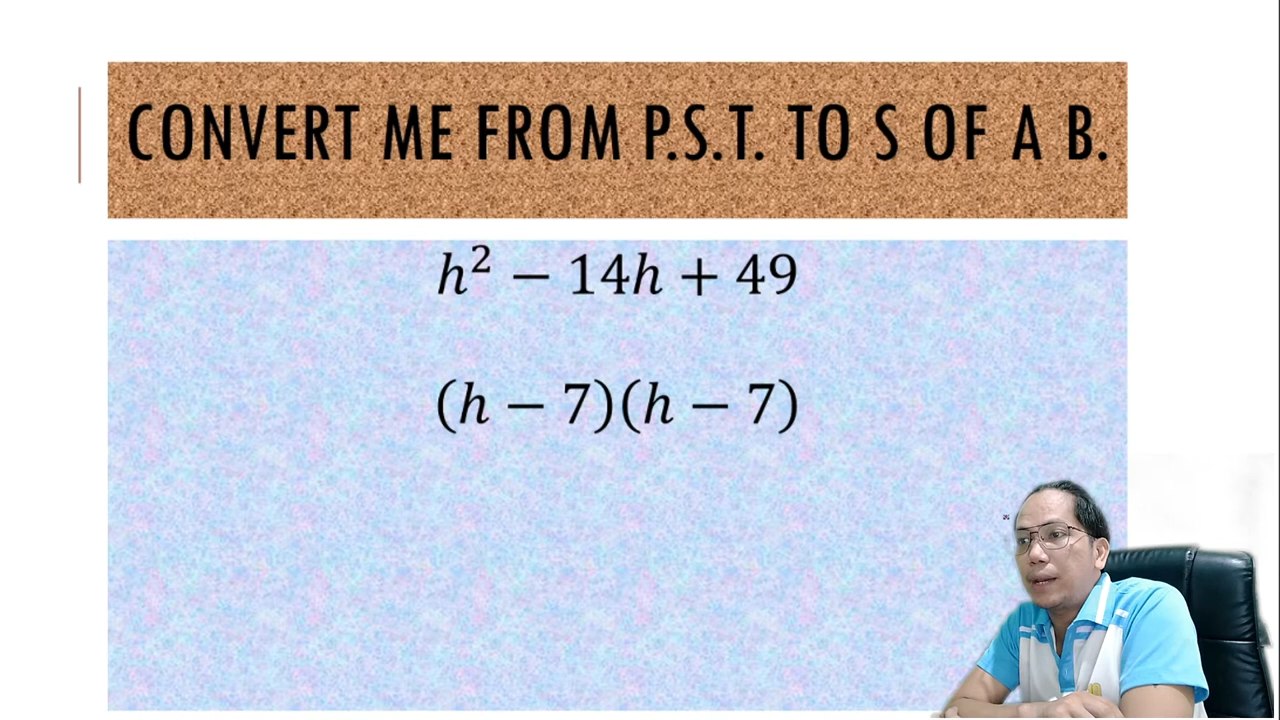 CONVERT ME FROM P.S.T. TO S OF A B.
h² − 14h + 49
(h − 7)(h − 7)